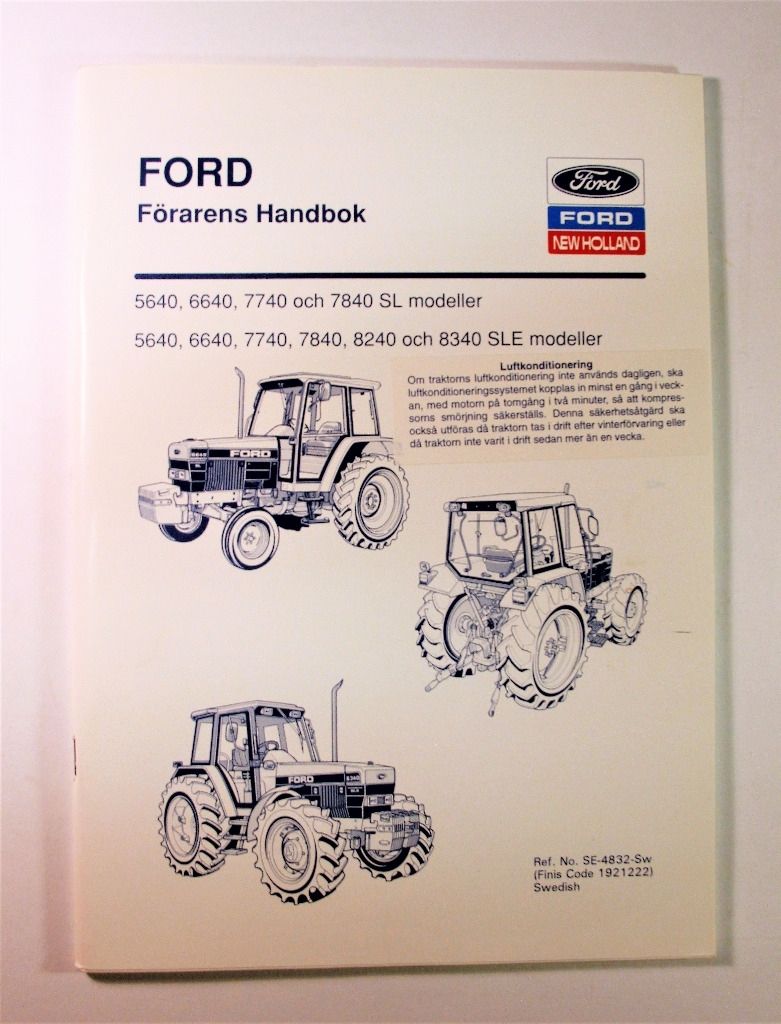 FORD
Förarens Handbok
Ford
FORD
NEW HOLLAND
5640, 6640, 7740 och 7840 SL modeller
5640, 6640, 7740, 7840, 8240 och 8340 SLE modeller
Luftkonditionering
Om traktorns luftkonditionering inte används dagligen, ska
luftkonditioneringssystemet kopplas in minst en gång i veck-
an, med motorn på tomgång i två minuter, så att kompres-
sorns smörjning säkerställs. Denna säkerhetsåtgärd ska
också utföras då traktorn tas i drift efter vinterförvaring eller
då traktorn inte varit i drift sedan mer än en vecka.
6640
SL
FORD
FORD
8340
SLE
Ref. No. SE-4832-Sw
(Finis Code 1921222)
Swedish